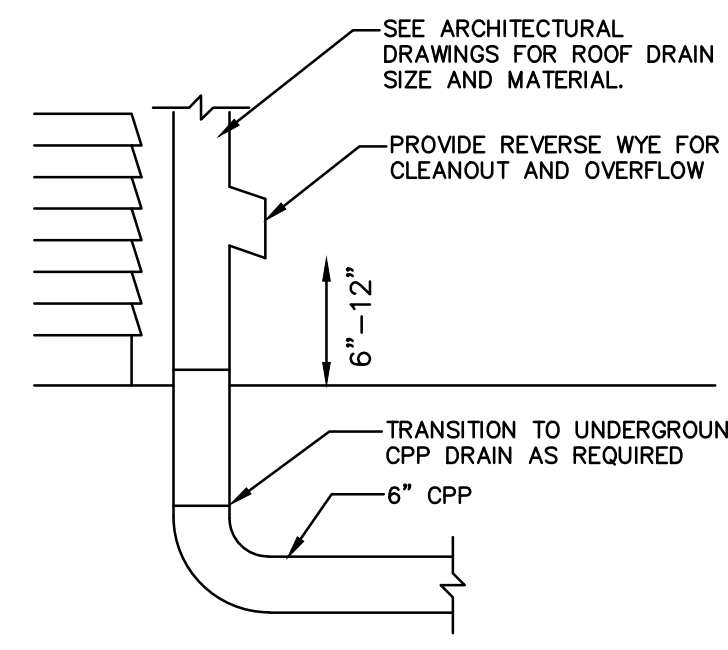 SEE ARCHITECTURAL
DRAWINGS FOR ROOF DRAIN
SIZE AND MATERIAL.
PROVIDE REVERSE WYE FOR
CLEANOUT AND OVERFLOW
6"–12"
TRANSITION TO UNDERGROUN
CPP DRAIN AS REQUIRED
6" CPP